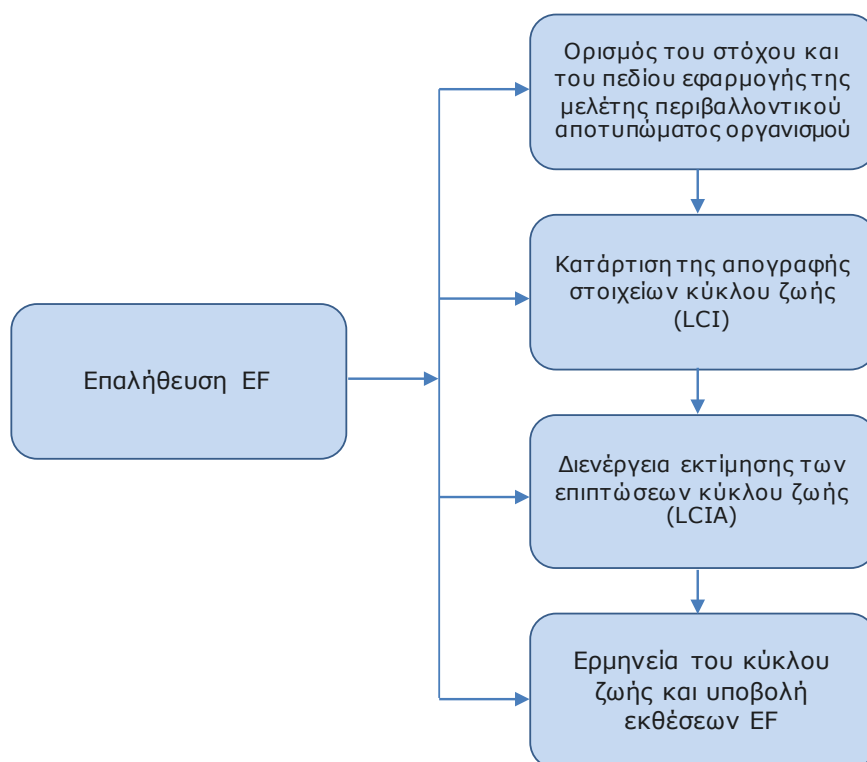 Ορισμός του στόχου και
του πεδίου εφαρμογής της
μελέτης περιβαλλοντικού
αποτυπώματος οργανισμού
Κατάρτιση της απογραφής
στοιχείων κύκλου ζωής
(LCI)
Επαλήθευση EF
Διενέργεια εκτίμησης των
επιπτώσεων κύκλου ζωής
(LCIA)
Ερμηνεία του κύκλου
ζωής και υποβολή
εκθέσεων EF